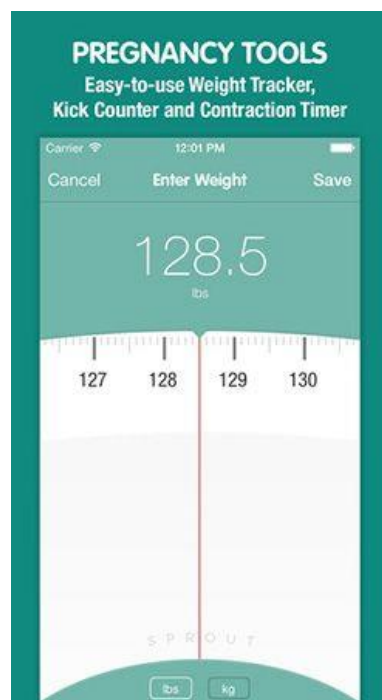 PREGNANCY TOOLS
Easy-to-use Weight Tracker,
Kick Counter and Contraction Timer
Carrier 12:01 PM
Cancel Enter Weight Save
128.5
lbs
127 128 129 130
SPROUT
lbs kg